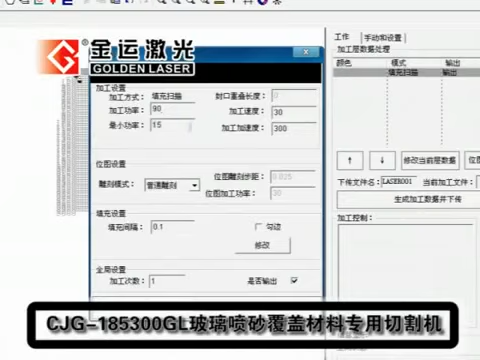 金运激光
GOLDEN LASER
工作 手动和设置
加工层数据处理
颜色 模式 输出
填充扫描 输出
加工设置
加工方式: 填充扫描
封口重叠长度: 0
加工功率: 90
加工速度: 30
最小功率: 15
加工加速度: 300
位图设置
雕刻模式: 普通雕刻
位图雕刻步距: 0.025
位图加工功率: 30
填充设置
填充间隔: 0.1
勾边
修改
全局设置
加工次数: 1
是否输出
↑ ↓ 修改当前层数据
下传文件名: LASER001 当前加工文件:
生成加工数据并下传
加工控制:
CJG-185300GL玻璃喷砂覆盖材料专用切割机